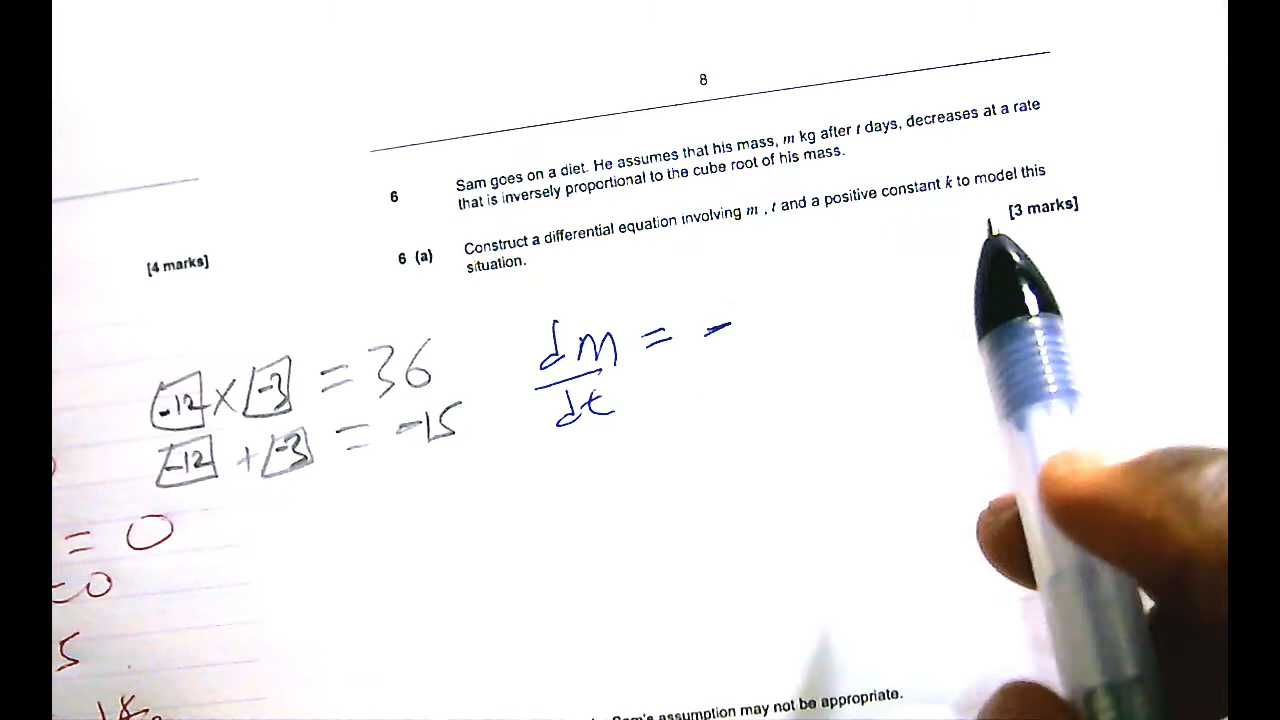 8
6 Sam goes on a diet. He assumes that his mass, m kg after t days, decreases at a rate
that is inversely proportional to the cube root of his mass.
6 (a) Construct a differential equation involving m , t and a positive constant k to model this
situation.
[3 marks]
[4 marks]
-12 × -3 = 36
-12 + -3 = -15
dm = -
dt
= 0
=0
5
Sam's assumption may not be appropriate.